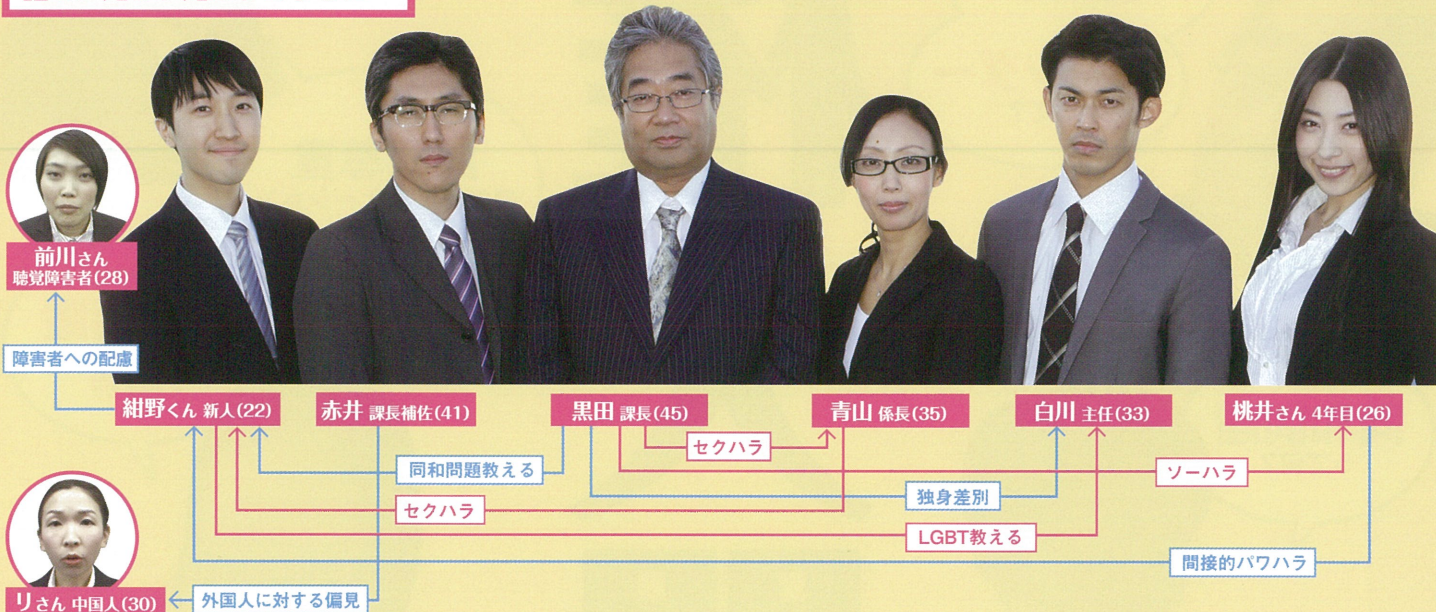 前川さん
聴覚障害者(28)
障害者への配慮
紺野くん 新人(22)
赤井 課長補佐(41)
黒田 課長(45)
青山 係長(35)
白川 主任(33)
桃井さん 4年目(26)
セクハラ
同和問題教える
ソーハラ
独身差別
セクハラ
LGBT教える
間接的パワハラ
リさん 中国人(30)
外国人に対する偏見